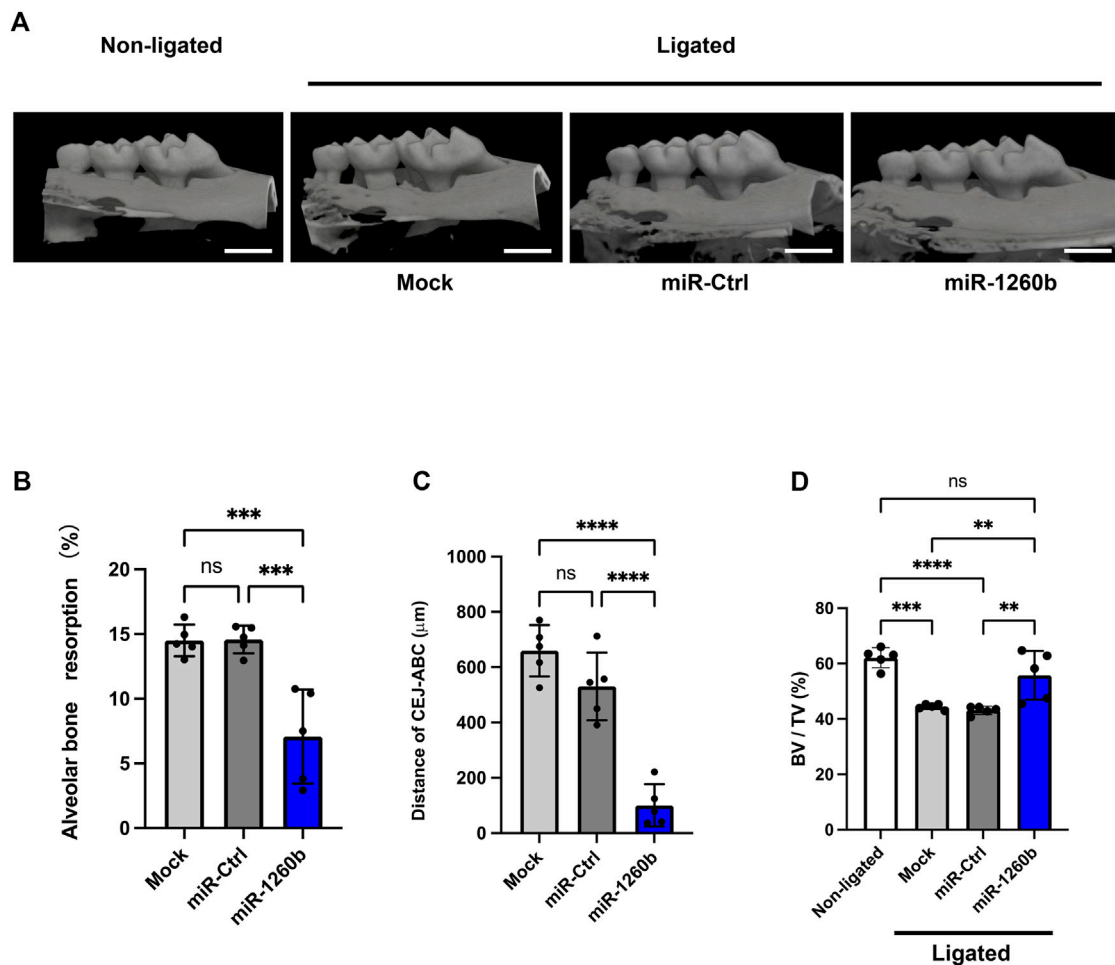 A
Non-ligated
Ligated
Mock
miR-Ctrl
miR-1260b
B
Alveolar bone resorption (%)
***
ns
***
20
15
10
5
0
Mock
miR-Ctrl
miR-1260b
C
Distance of CEJ-ABC (μm)
****
ns
****
1000
800
600
400
200
0
Mock
miR-Ctrl
miR-1260b
D
BV / TV (%)
ns
**
****
***
**
80
60
40
20
0
Non-ligated
Mock
miR-Ctrl
miR-1260b
Ligated